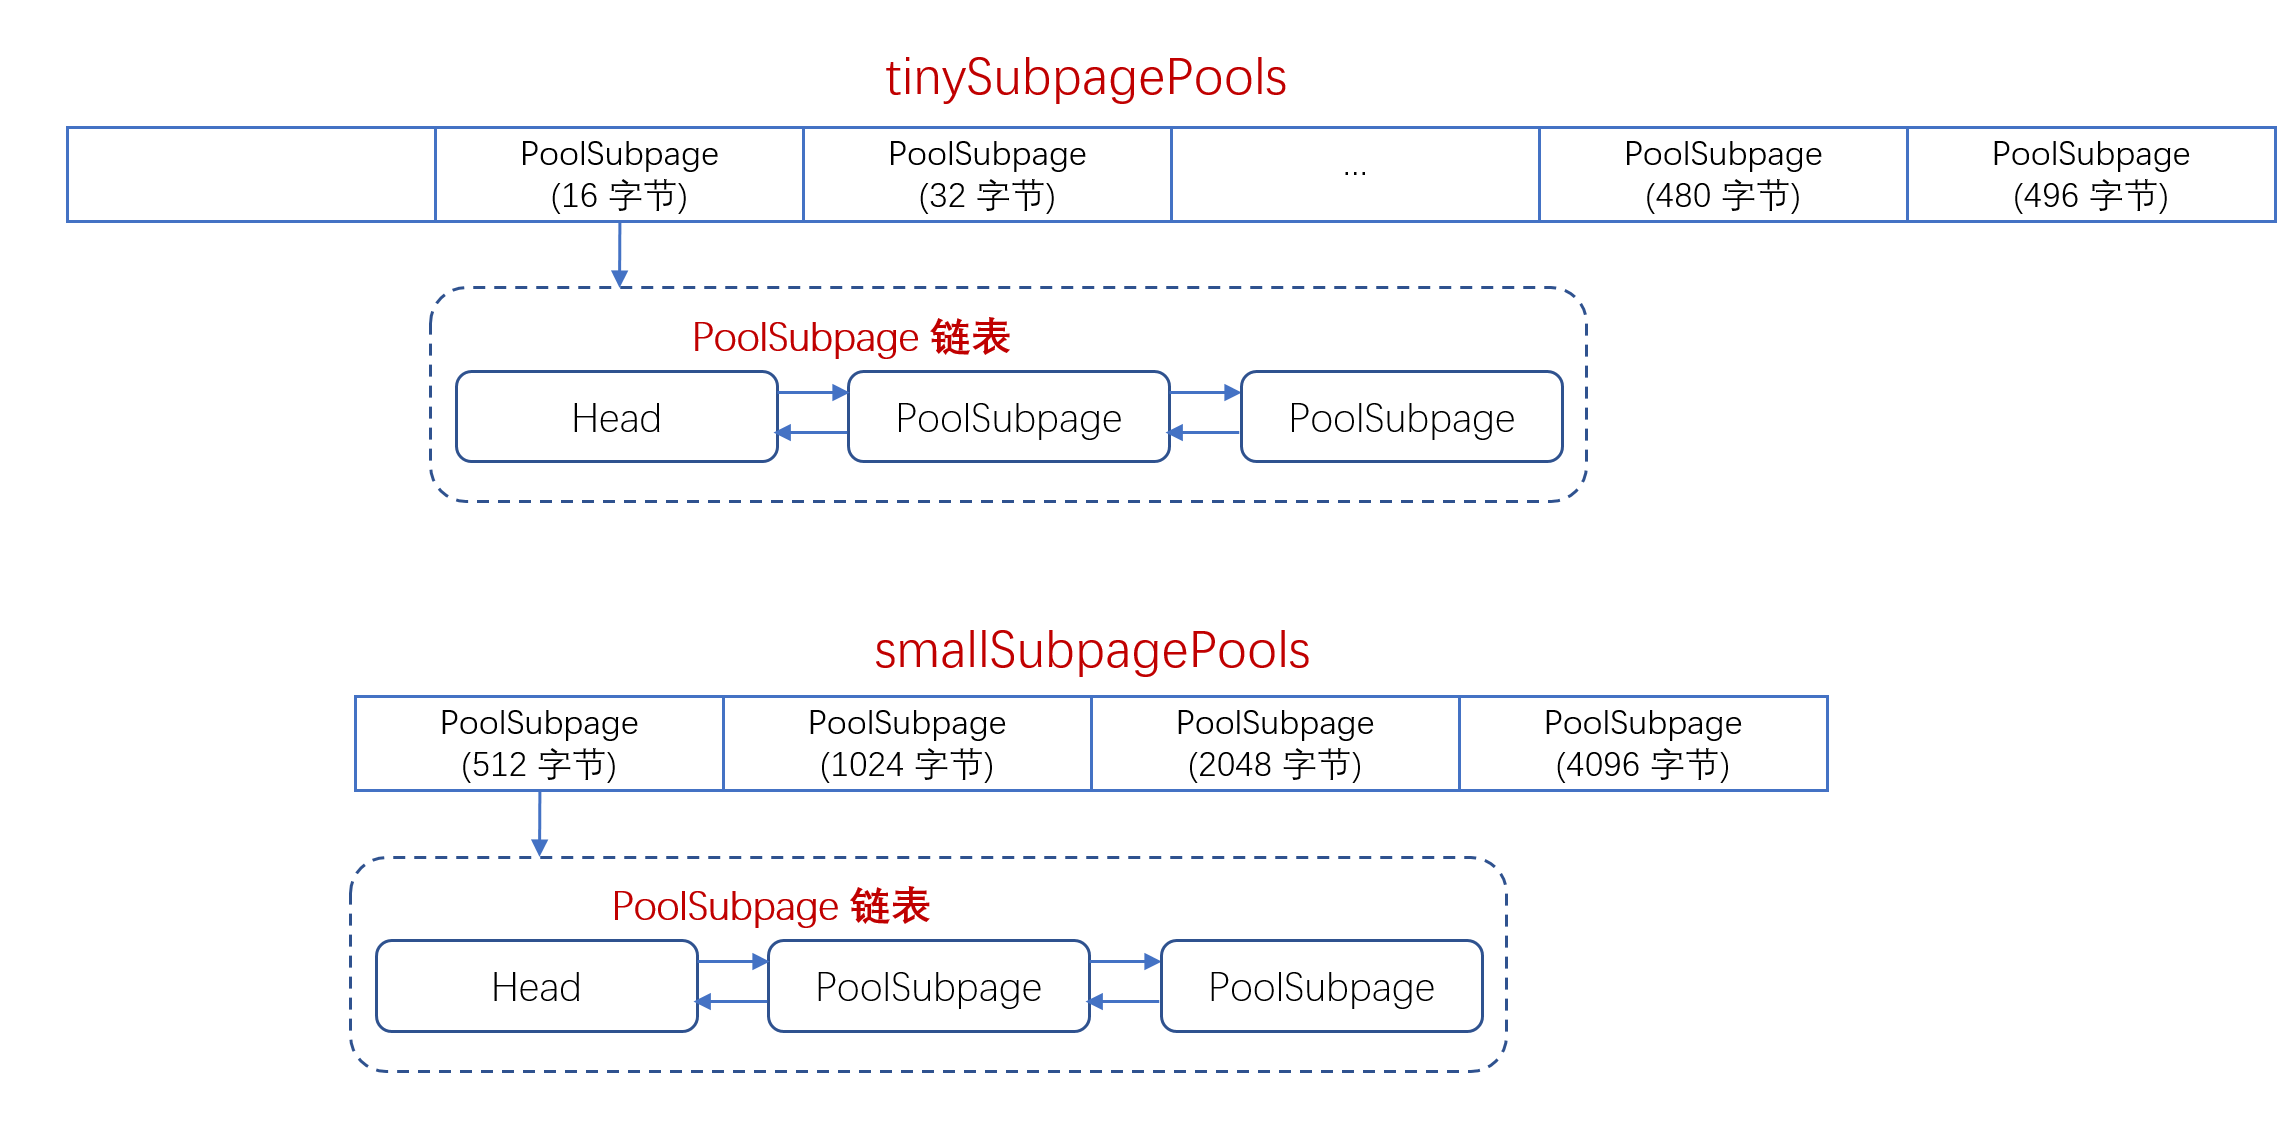 tinySubpagePools
PoolSubpage
(16 字节)
PoolSubpage
(32 字节)
...
PoolSubpage
(480 字节)
PoolSubpage
(496 字节)
PoolSubpage 链表
Head
PoolSubpage
PoolSubpage
smallSubpagePools
PoolSubpage
(512 字节)
PoolSubpage
(1024 字节)
PoolSubpage
(2048 字节)
PoolSubpage
(4096 字节)
PoolSubpage 链表
Head
PoolSubpage
PoolSubpage